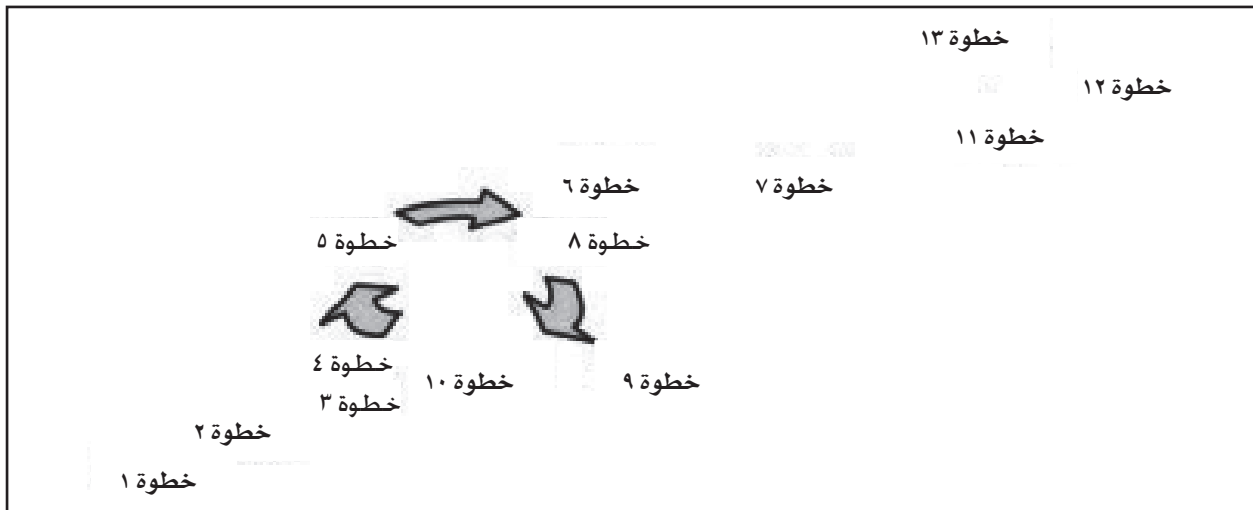 خطوة ١٣
خطوة ١٢
خطوة ١١
خطوة ٦
خطوة ٧
خطوة ٥
خطوة ٨
خطوة ٤
خطوة ١٠
خطوة ٩
خطوة ٣
خطوة ٢
خطوة ١